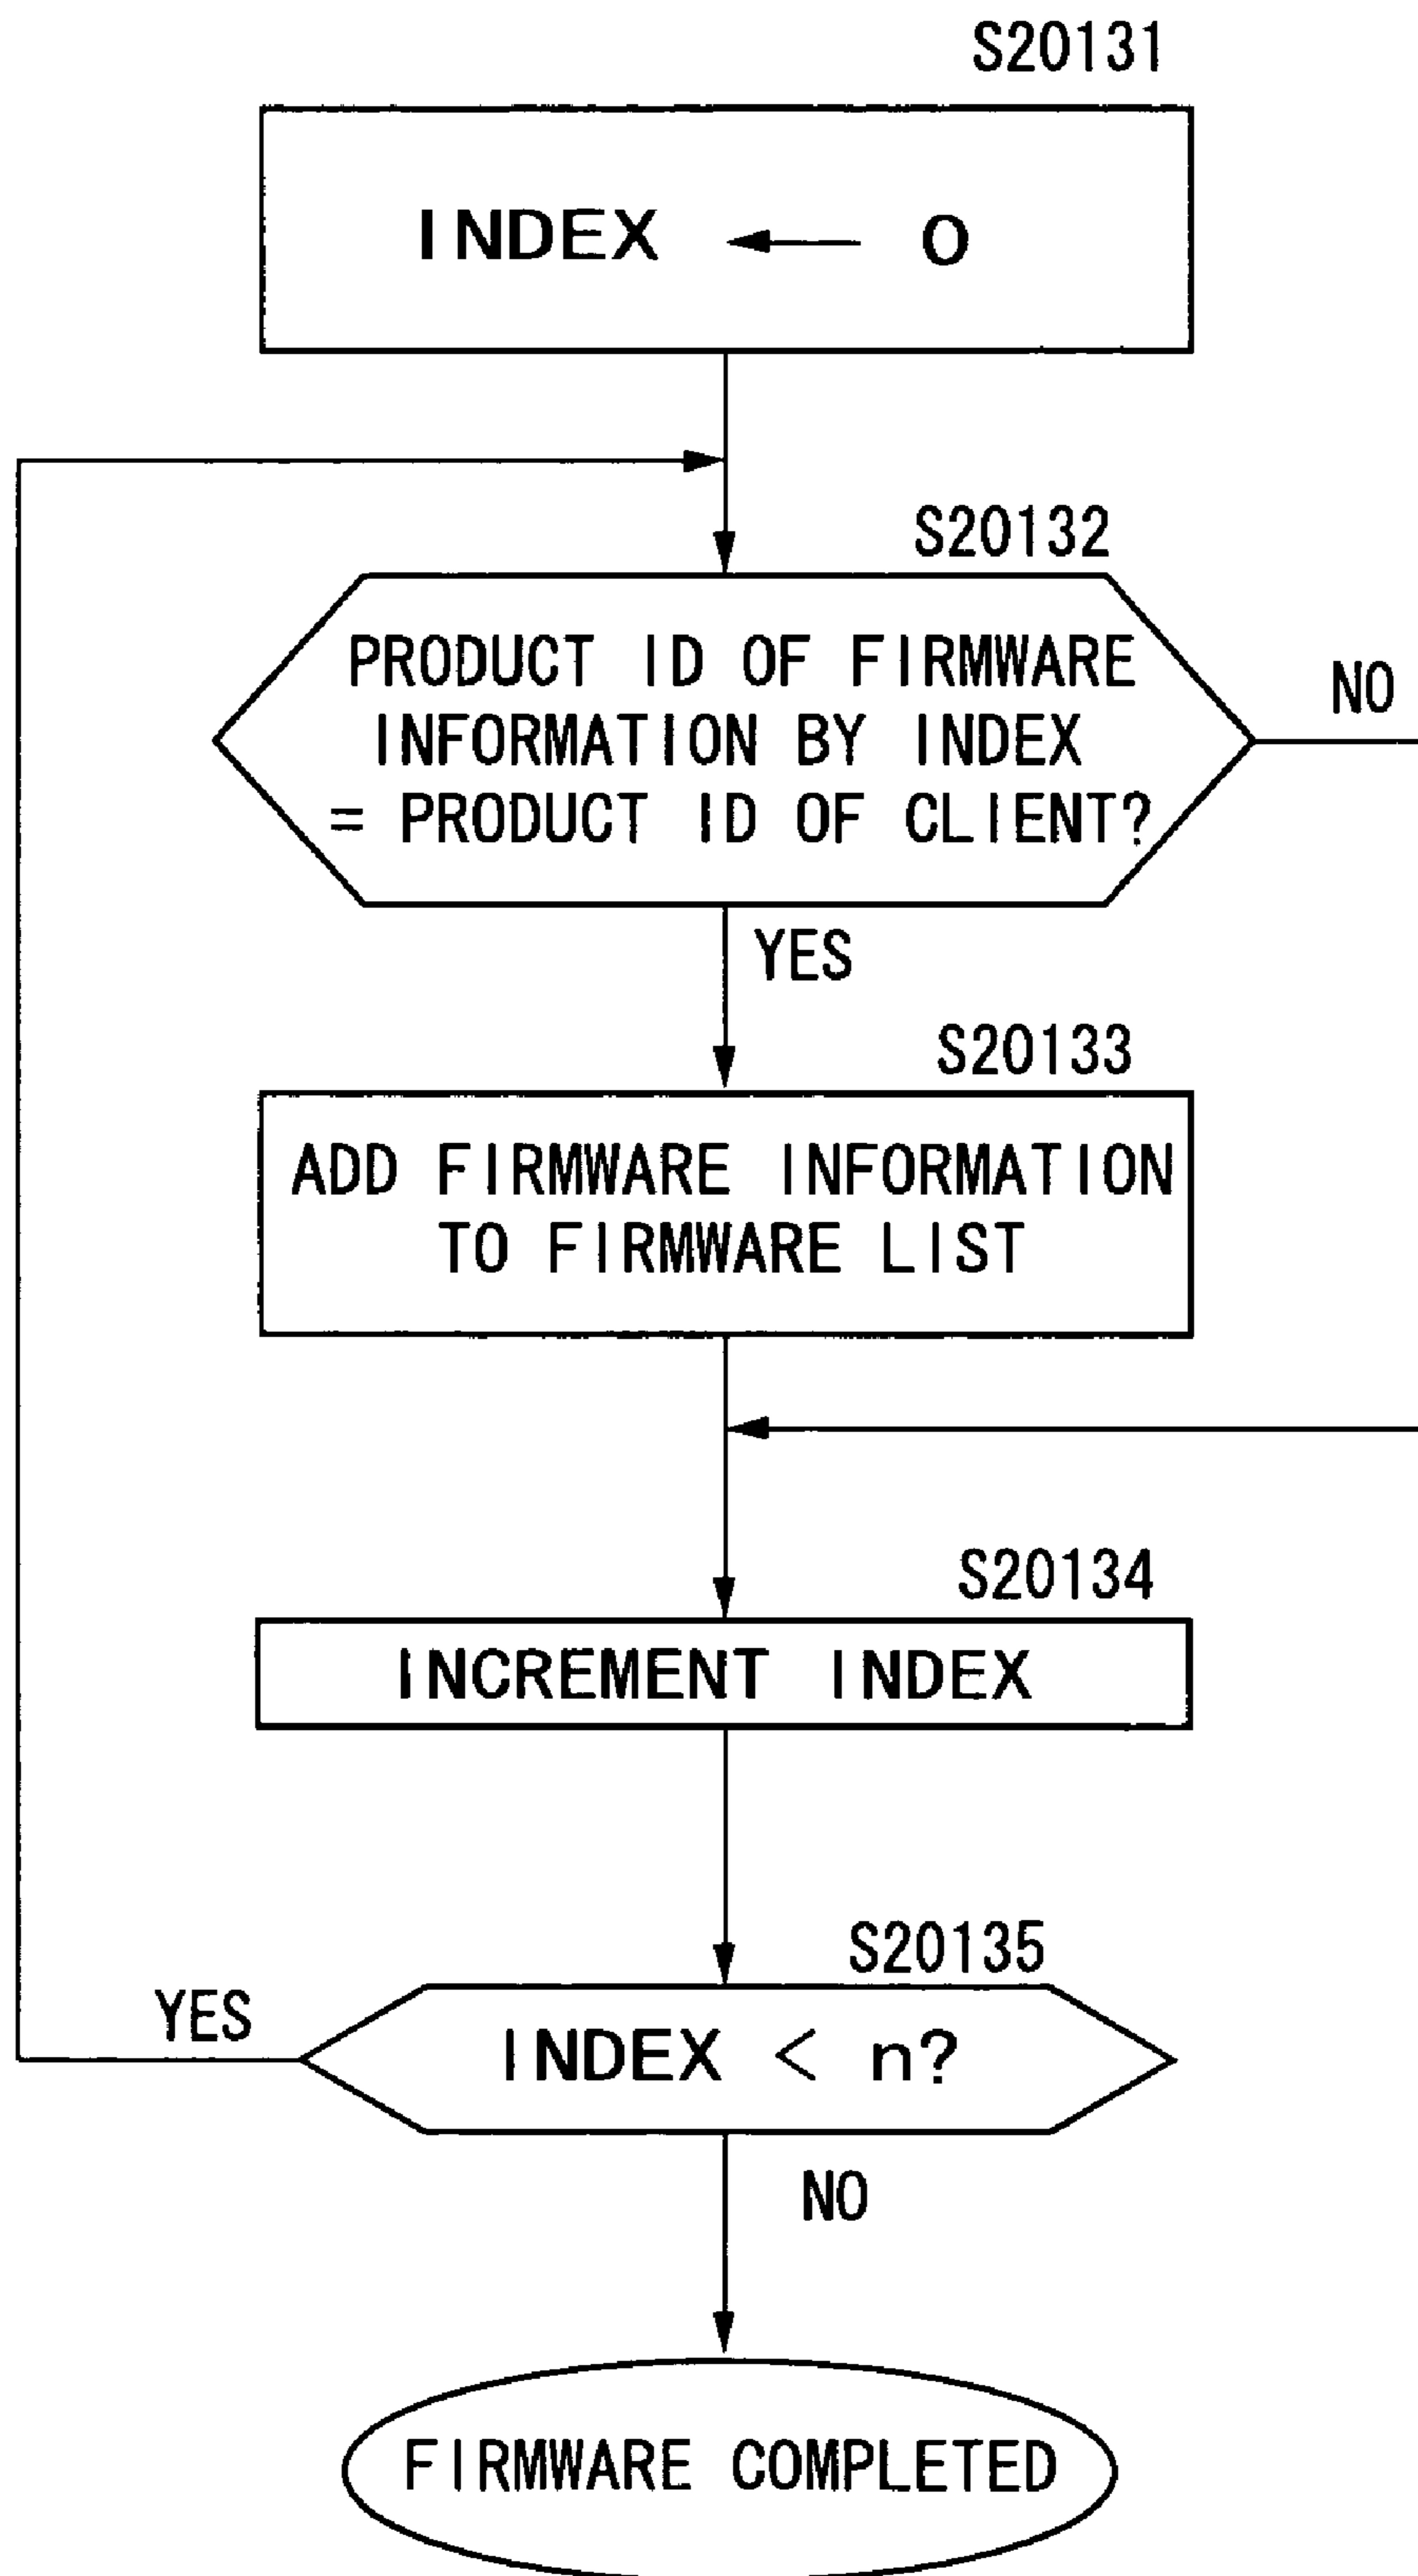 S20131
INDEX ← 0
S20132
PRODUCT ID OF FIRMWARE
INFORMATION BY INDEX
= PRODUCT ID OF CLIENT?
NO
YES
S20133
ADD FIRMWARE INFORMATION
TO FIRMWARE LIST
S20134
INCREMENT INDEX
S20135
YES
INDEX < n?
NO
FIRMWARE COMPLETED